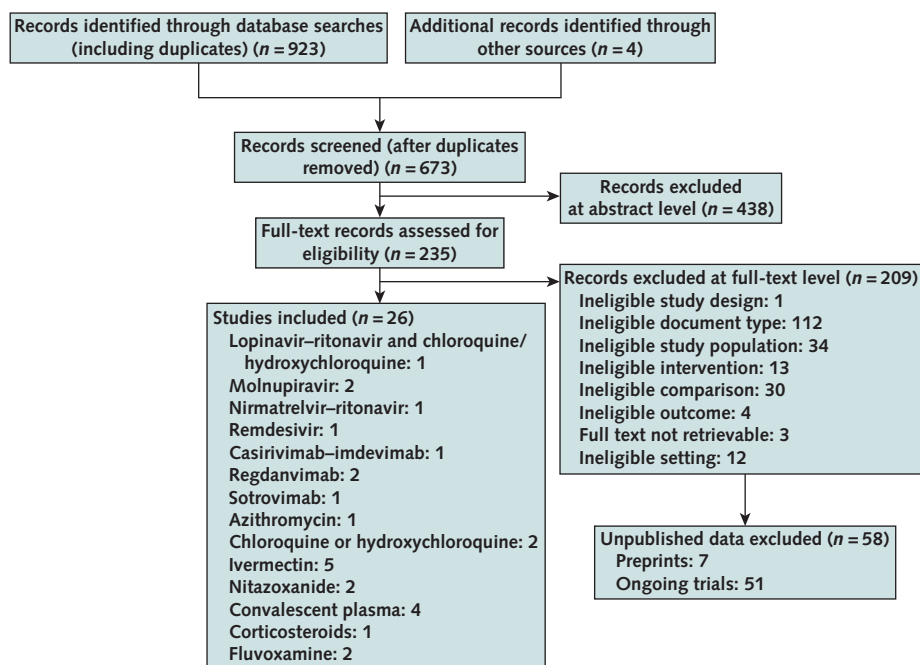 Records identified through database searches
(including duplicates) (n = 923)
Additional records identified through
other sources (n = 4)
Records screened (after duplicates
removed) (n = 673)
Records excluded
at abstract level (n = 438)
Full-text records assessed for
eligibility (n = 235)
Records excluded at full-text level (n = 209)
Ineligible study design: 1
Ineligible document type: 112
Ineligible study population: 34
Ineligible intervention: 13
Ineligible comparison: 30
Ineligible outcome: 4
Full text not retrievable: 3
Ineligible setting: 12
Studies included (n = 26)
Lopinavir–ritonavir and chloroquine/
hydroxychloroquine: 1
Molnupiravir: 2
Nirmatrelvir–ritonavir: 1
Remdesivir: 1
Casirivimab–imdevimab: 1
Regdanvimab: 2
Sotrovimab: 1
Azithromycin: 1
Chloroquine or hydroxychloroquine: 2
Ivermectin: 5
Nitazoxanide: 2
Convalescent plasma: 4
Corticosteroids: 1
Fluvoxamine: 2
Unpublished data excluded (n = 58)
Preprints: 7
Ongoing trials: 51